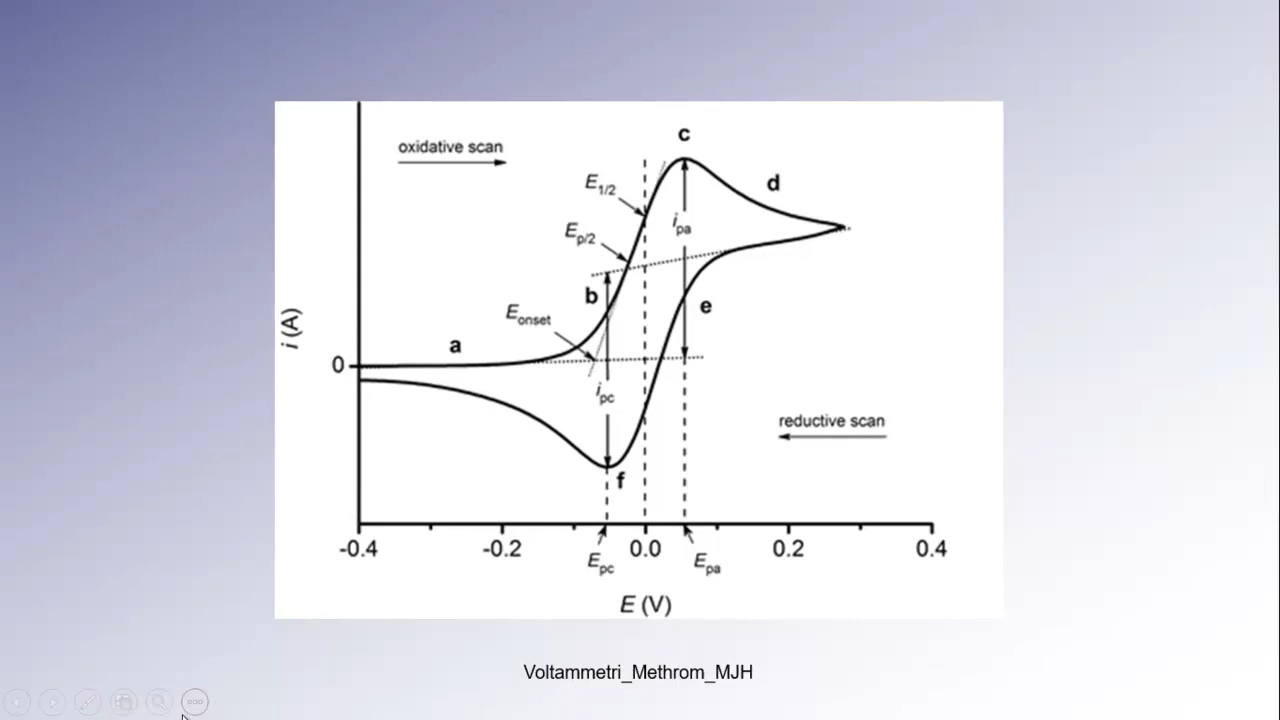 c
oxidative scan
d
E1/2
ipa
Ep/2
b
e
Eonset
a
i (A)
0
ipc
reductive scan
f
-0.4
-0.2
0.0
0.2
0.4
Epc
Epa
E (V)
Voltammetri_Methrom_MJH